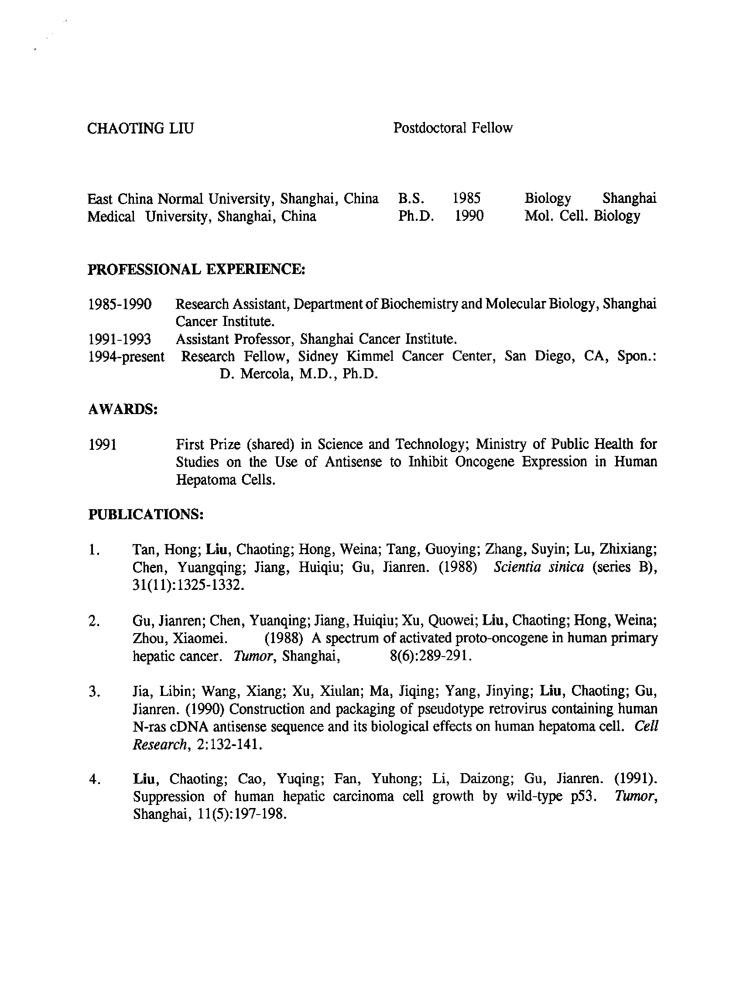 CHAOTING LIU Postdoctoral Fellow
East China Normal University, Shanghai, China B.S. 1985 Biology Shanghai
Medical University, Shanghai, China Ph.D. 1990 Mol. Cell. Biology
PROFESSIONAL EXPERIENCE:
1985-1990 Research Assistant, Department of Biochemistry and Molecular Biology, Shanghai
Cancer Institute.
1991-1993 Assistant Professor, Shanghai Cancer Institute.
1994-present Research Fellow, Sidney Kimmel Cancer Center, San Diego, CA, Spon.:
D. Mercola, M.D., Ph.D.
AWARDS:
1991 First Prize (shared) in Science and Technology; Ministry of Public Health for
Studies on the Use of Antisense to Inhibit Oncogene Expression in Human
Hepatoma Cells.
PUBLICATIONS:
1. Tan, Hong; Liu, Chaoting; Hong, Weina; Tang, Guoying; Zhang, Suyin; Lu, Zhixiang;
Chen, Yuangqing; Jiang, Huiqiu; Gu, Jianren. (1988) Scientia sinica (series B),
31(11):1325-1332.
2. Gu, Jianren; Chen, Yuanqing; Jiang, Huiqiu; Xu, Quowei; Liu, Chaoting; Hong, Weina;
Zhou, Xiaomei. (1988) A spectrum of activated proto-oncogene in human primary
hepatic cancer. Tumor, Shanghai, 8(6):289-291.
3. Jia, Libin; Wang, Xiang; Xu, Xiulan; Ma, Jiqing; Yang, Jinying; Liu, Chaoting; Gu,
Jianren. (1990) Construction and packaging of pseudotype retrovirus containing human
N-ras cDNA antisense sequence and its biological effects on human hepatoma cell. Cell
Research, 2:132-141.
4. Liu, Chaoting; Cao, Yuqing; Fan, Yuhong; Li, Daizong; Gu, Jianren. (1991).
Suppression of human hepatic carcinoma cell growth by wild-type p53. Tumor,
Shanghai, 11(5):197-198.